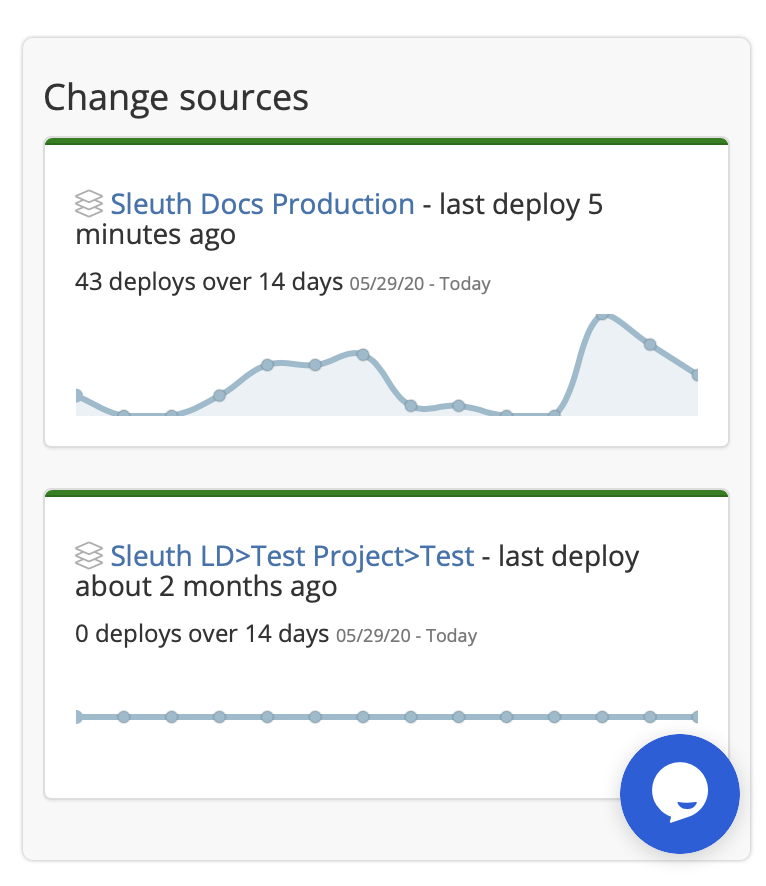 Change sources
Sleuth Docs Production - last deploy 5
minutes ago
43 deploys over 14 days 05/29/20 - Today
Sleuth LD>Test Project>Test - last deploy
about 2 months ago
0 deploys over 14 days 05/29/20 - Today